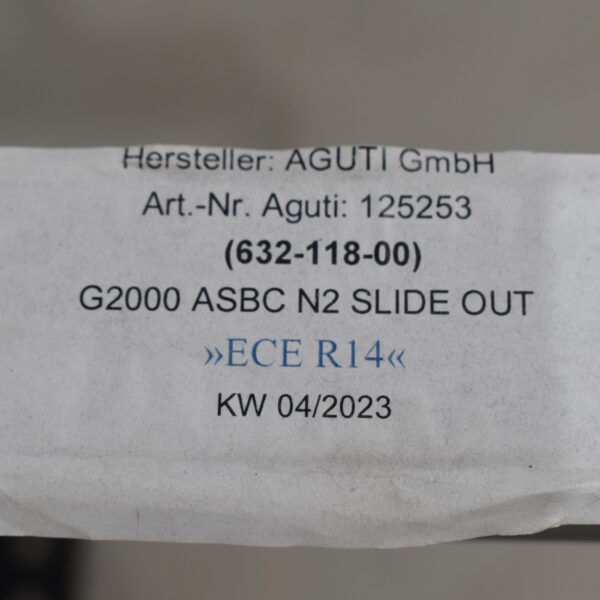 Hersteller: AGUTI GmbH
Art.-Nr. Aguti: 125253
(632-118-00)
G2000 ASBC N2 SLIDE OUT
»ECE R14«
KW 04/2023